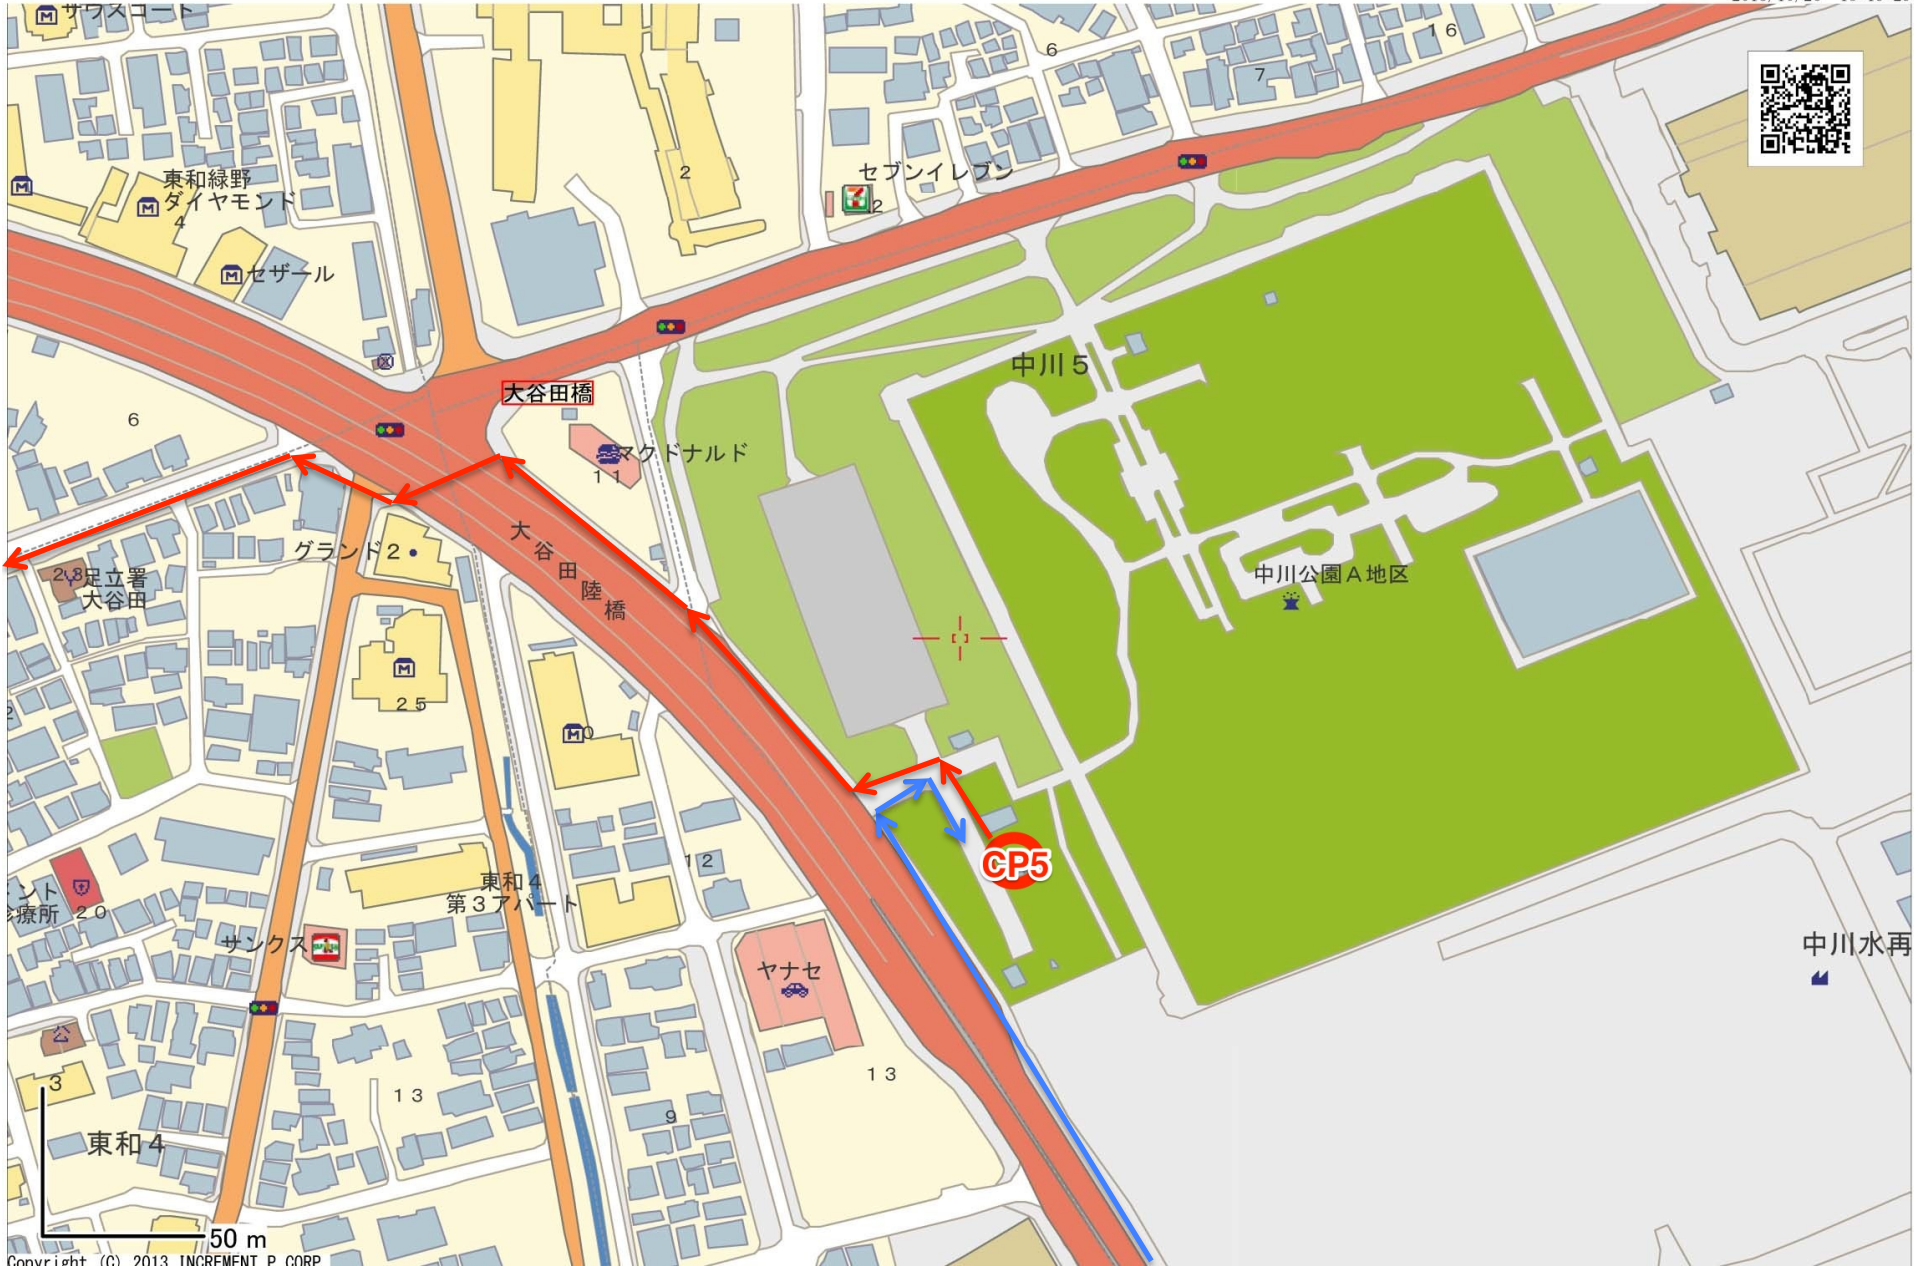 サウスコート
16
6
7
東和緑野
ダイヤモンド
4
2
セブンイレブン
2
セザール
中川5
大谷田橋
6
マクドナルド
11
大谷田陸橋
グランド2
23
足立署
大谷田
中川公園A地区
25
12
CP5
東和4
第3アパート
20
サンクス
ヤナセ
中川水再
3
13
13
9
東和4
50 m
Copyright (C) 2013 INCREMENT P CORP